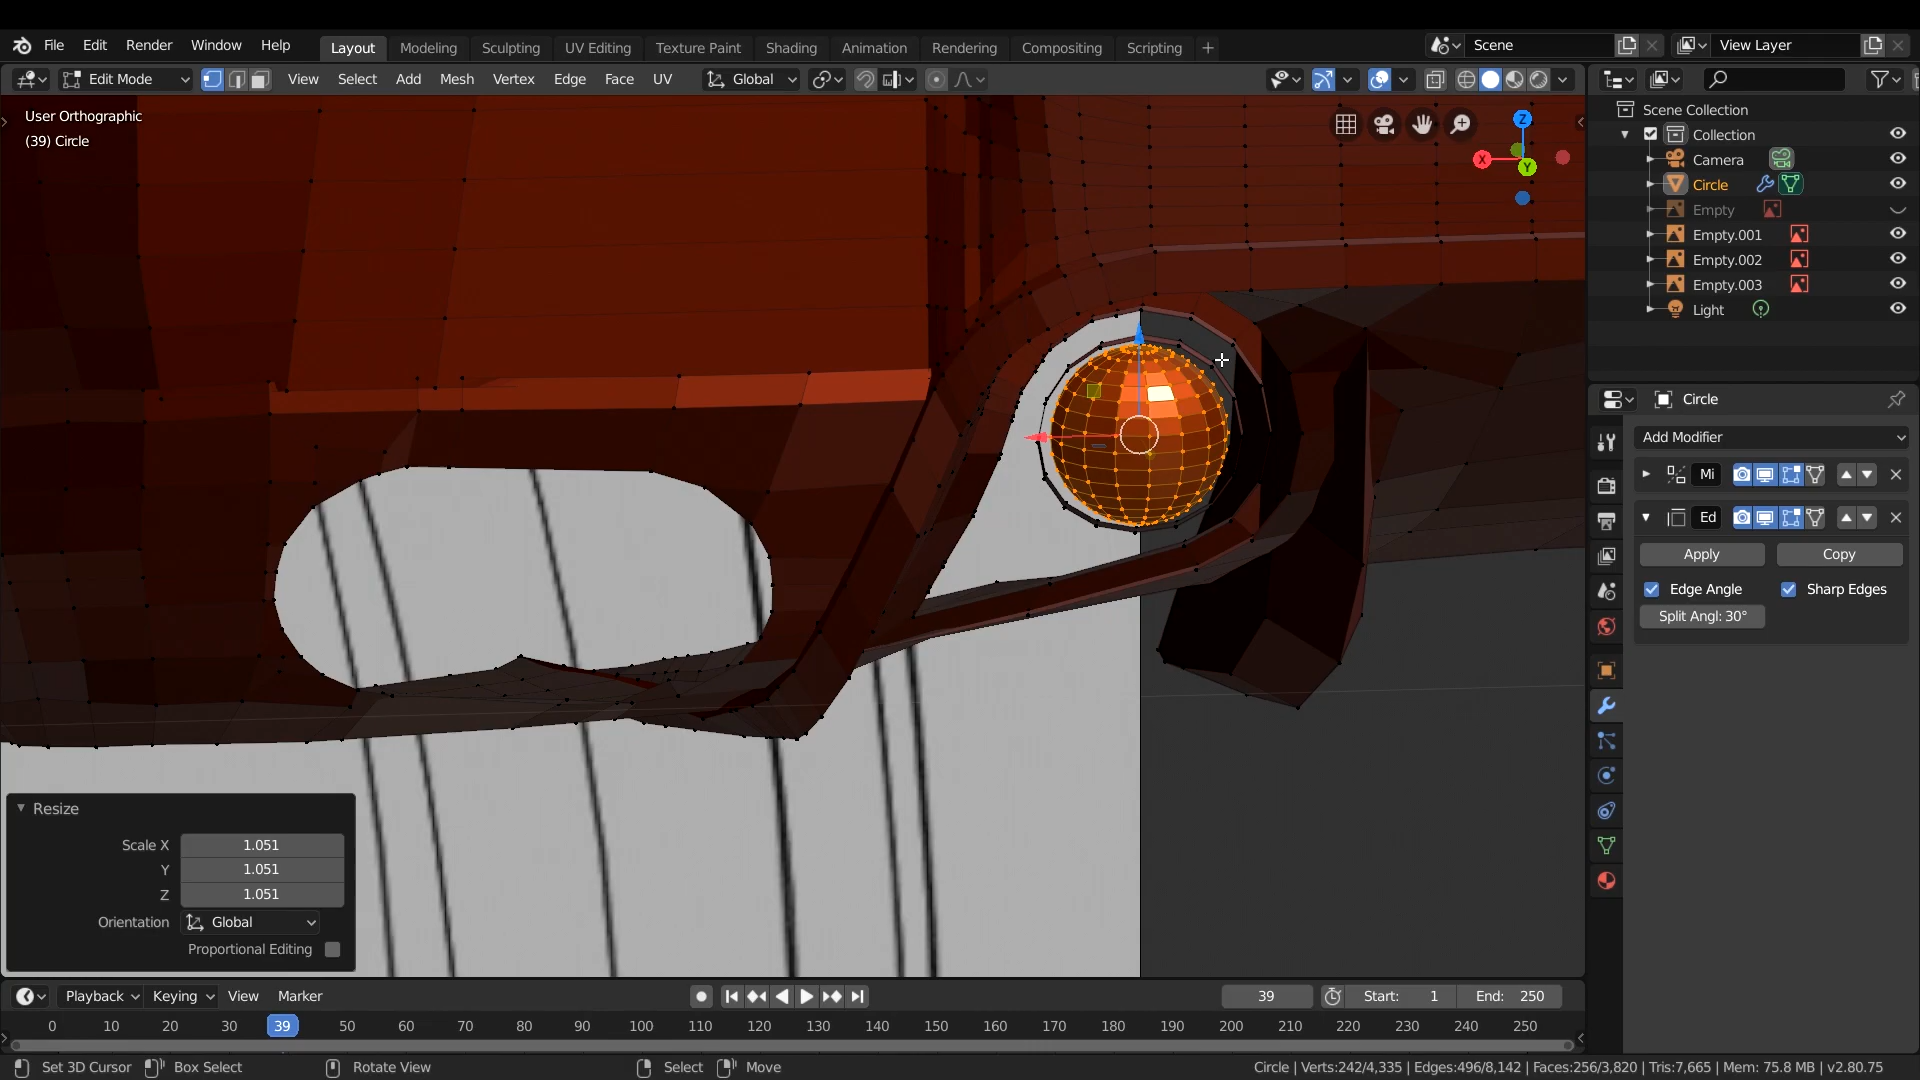 File Edit Render Window Help Layout Modeling Sculpting UV Editing Texture Paint Shading Animation Rendering Compositing Scripting + Scene View Layer
Edit Mode View Select Add Mesh Vertex Edge Face UV Global
User Orthographic
(39) Circle
Z
X
Y
Scene Collection
Collection
Camera
Circle
Empty
Empty.001
Empty.002
Empty.003
Light
Circle
Add Modifier
Mi
Ed
Apply Copy
Edge Angle Sharp Edges
Split Angl: 30°
Resize
Scale X 1.051
Y 1.051
Z 1.051
Orientation Global
Proportional Editing
Playback Keying View Marker 39 Start: 1 End: 250
0 10 20 30 39 50 60 70 80 90 100 110 120 130 140 150 160 170 180 190 200 210 220 230 240 250
Set 3D Cursor Box Select Rotate View Select Move Circle | Verts:242/4,335 | Edges:496/8,142 | Faces:256/3,820 | Tris:7,665 | Mem: 75.8 MB | v2.80.75